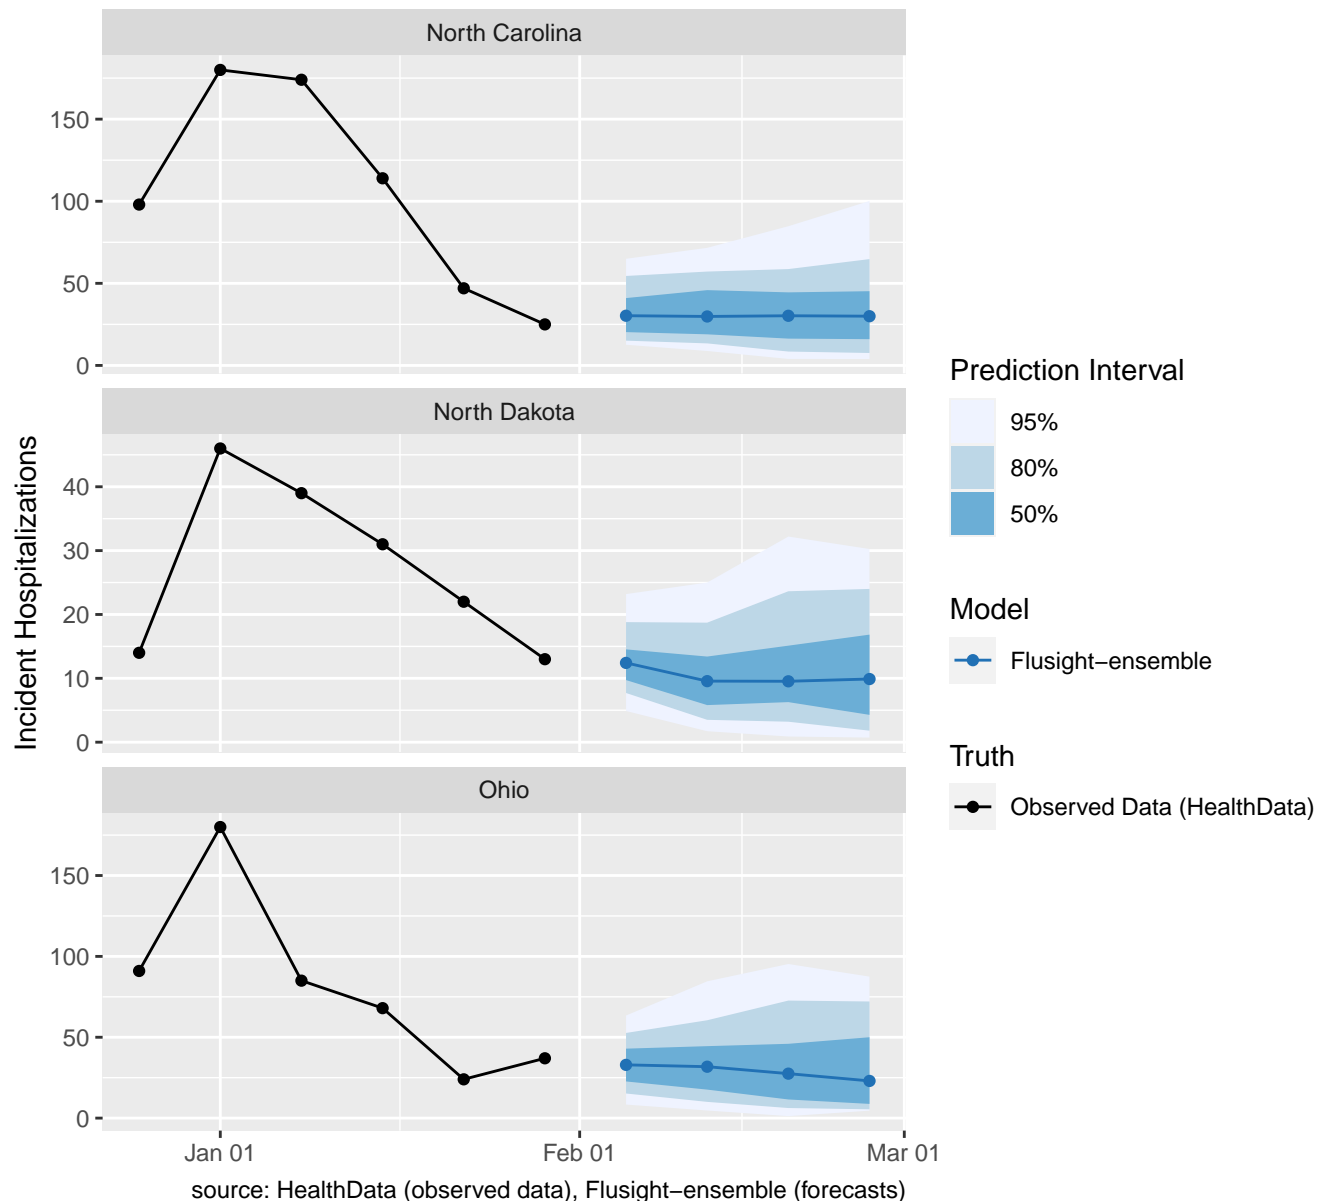 North Carolina
150
100
50
0
North Dakota
40
30
20
10
0
Ohio
150
100
50
0
Jan 01
Feb 01
Mar 01
Incident Hospitalizations
source: HealthData (observed data), Flusight−ensemble (forecasts)
Prediction Interval
95%
80%
50%
Model
Flusight−ensemble
Truth
Observed Data (HealthData)